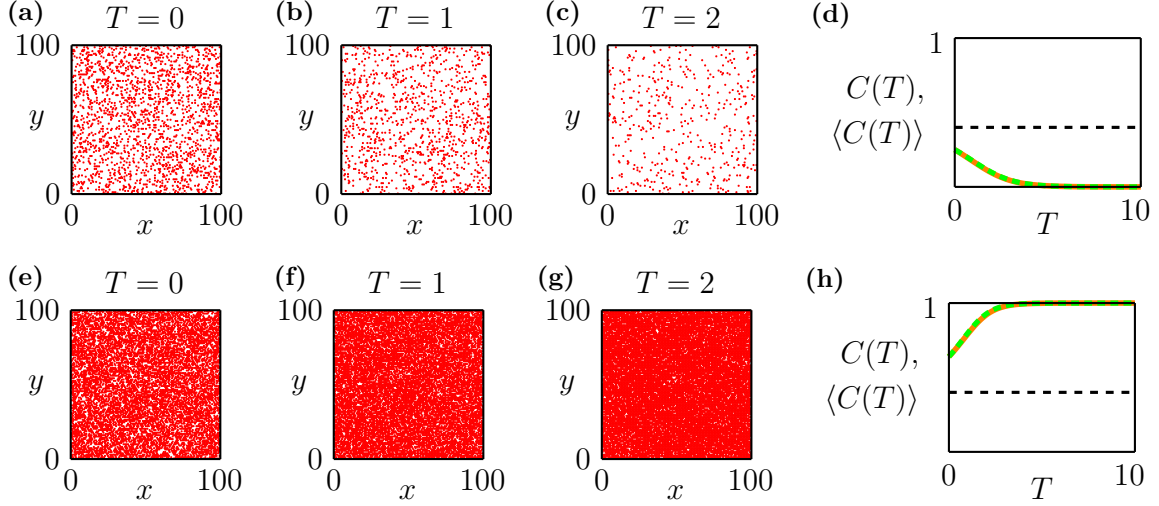 (a) T = 0
100
y
0
0 100
x
(b) T = 1
100
y
0
0 100
x
(c) T = 2
100
y
0
0 100
x
(d)
1
C(T),
⟨C(T)⟩
0 10
T
(e) T = 0
100
y
0
0 100
x
(f) T = 1
100
y
0
0 100
x
(g) T = 2
100
y
0
0 100
x
(h)
1
C(T),
⟨C(T)⟩
0 10
T